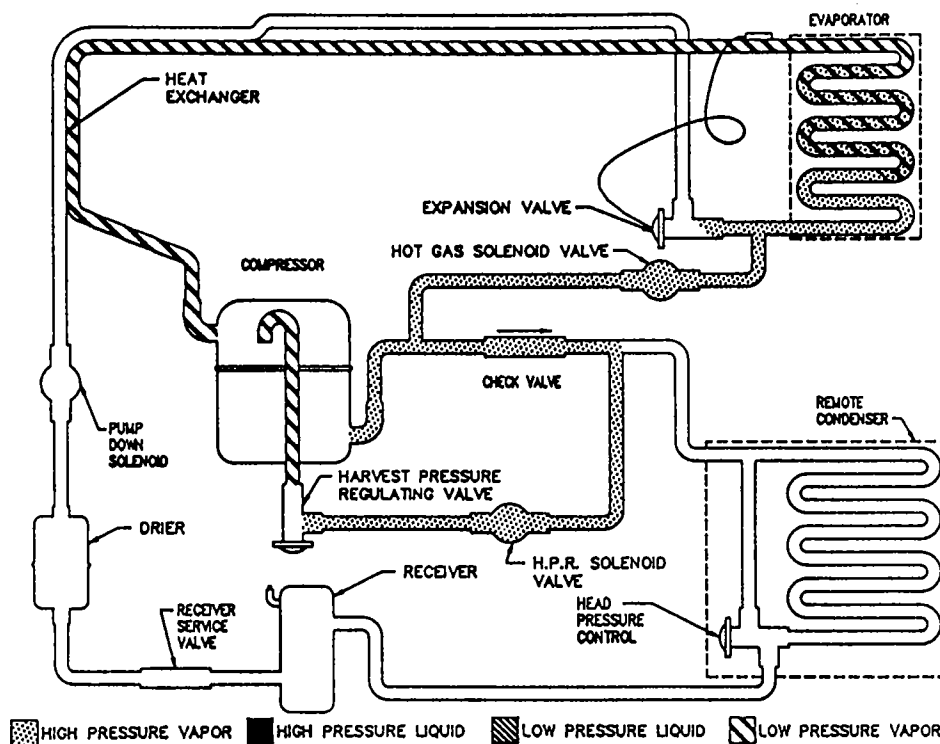 EVAPORATOR
HEAT
EXCHANGER
EXPANSION VALVE
HOT GAS SOLENOID VALVE
COMPRESSOR
CHECK VALVE
REMOTE
CONDENSER
PUMP
DOWN
SOLENOID
HARVEST PRESSURE
REGULATING VALVE
DRIER
H.P.R. SOLENOID
VALVE
RECEIVER
RECEIVER
SERVICE
VALVE
HEAD
PRESSURE
CONTROL
HIGH PRESSURE VAPOR HIGH PRESSURE LIQUID LOW PRESSURE LIQUID LOW PRESSURE VAPOR